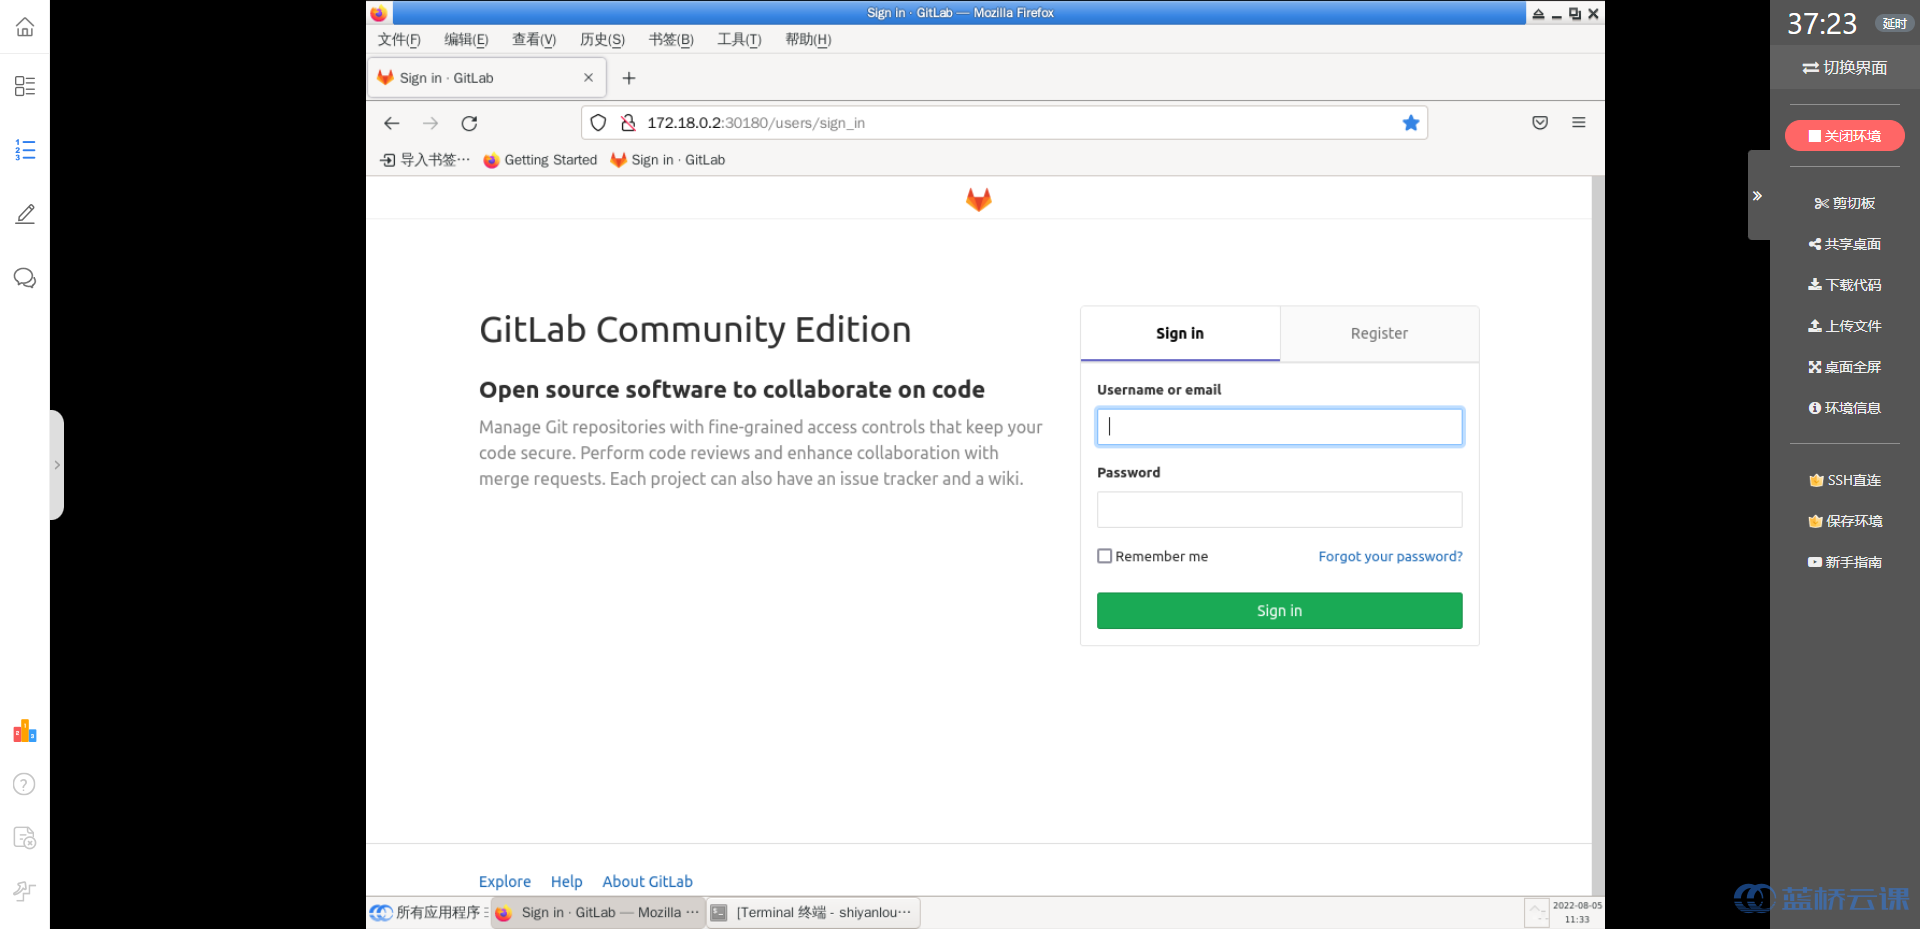 Sign in · GitLab — Mozilla Firefox
文件(F) 编辑(E) 查看(V) 历史(S) 书签(B) 工具(T) 帮助(H)
Sign in · GitLab
172.18.0.2:30180/users/sign_in
导入书签… Getting Started Sign in · GitLab
GitLab Community Edition
Open source software to collaborate on code
Manage Git repositories with fine-grained access controls that keep your
code secure. Perform code reviews and enhance collaboration with
merge requests. Each project can also have an issue tracker and a wiki.
Sign in Register
Username or email
Password
Remember me Forgot your password?
Sign in
Explore Help About GitLab
所有应用程序 Sign in · GitLab — Mozilla … [Terminal 终端 - shiyanlou…
2022-08-05
11:33
37:23 延时
切换界面
关闭环境
剪切板
共享桌面
下载代码
上传文件
桌面全屏
环境信息
SSH直连
保存环境
新手指南
蓝桥云课